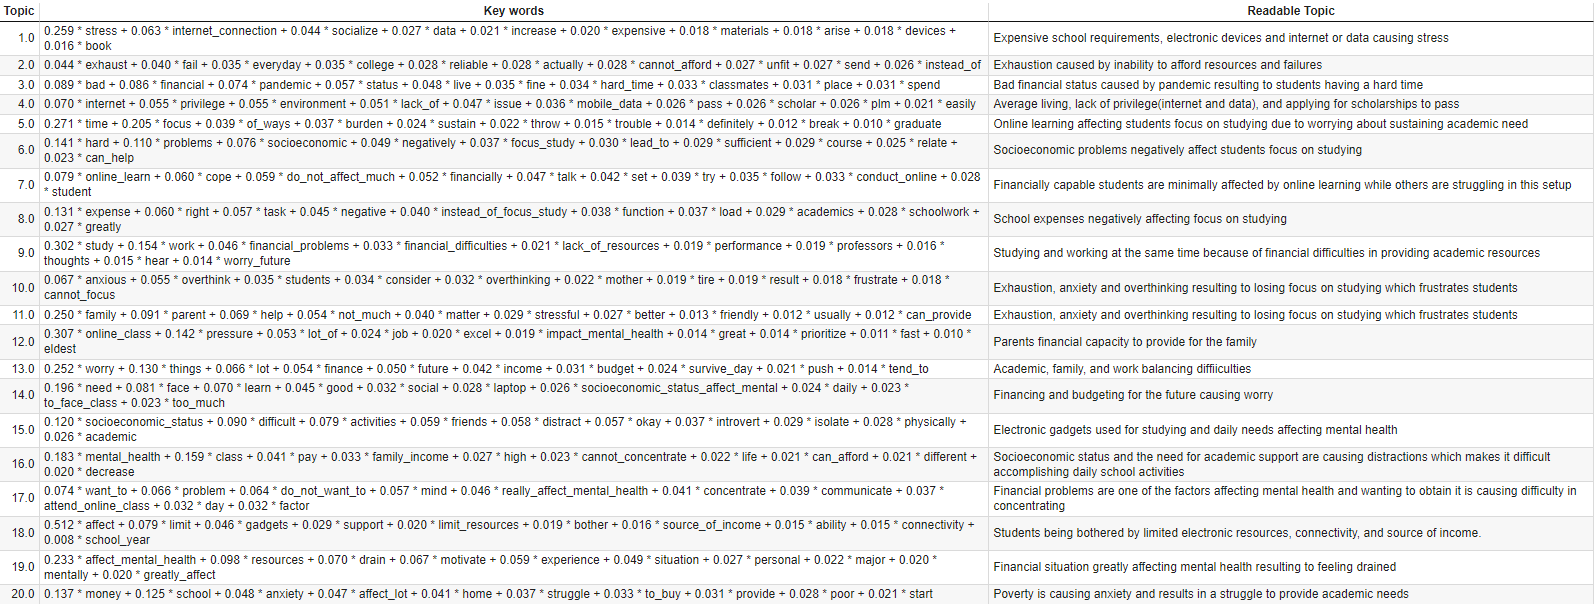 Topic Key words Readable Topic
1.0 0.259 * stress + 0.063 * internet_connection + 0.044 * socialize + 0.027 * data + 0.021 * increase + 0.020 * expensive + 0.018 * materials + 0.018 * arise + 0.018 * devices +
0.016 * book
Expensive school requirements, electronic devices and internet or data causing stress
2.0 0.044 * exhaust + 0.040 * fail + 0.035 * everyday + 0.035 * college + 0.028 * reliable + 0.028 * actually + 0.028 * cannot_afford + 0.027 * unfit + 0.027 * send + 0.026 * instead_of Exhaustion caused by inability to afford resources and failures
3.0 0.089 * bad + 0.086 * financial + 0.074 * pandemic + 0.057 * status + 0.048 * live + 0.035 * fine + 0.034 * hard_time + 0.033 * classmates + 0.031 * place + 0.031 * spend Bad financial status caused by pandemic resulting to students having a hard time
4.0 0.070 * internet + 0.055 * privilege + 0.055 * environment + 0.051 * lack_of + 0.047 * issue + 0.036 * mobile_data + 0.026 * pass + 0.026 * scholar + 0.026 * plm + 0.021 * easily Average living, lack of privilege(internet and data), and applying for scholarships to pass
5.0 0.271 * time + 0.205 * focus + 0.039 * of_ways + 0.037 * burden + 0.024 * sustain + 0.022 * throw + 0.015 * trouble + 0.014 * definitely + 0.012 * break + 0.010 * graduate Online learning affecting students focus on studying due to worrying about sustaining academic need
6.0 0.141 * hard + 0.110 * problems + 0.076 * socioeconomic + 0.049 * negatively + 0.037 * focus_study + 0.030 * lead_to + 0.029 * sufficient + 0.029 * course + 0.025 * relate +
0.023 * can_help
Socioeconomic problems negatively affect students focus on studying
7.0 0.079 * online_learn + 0.060 * cope + 0.059 * do_not_affect_much + 0.052 * financially + 0.047 * talk + 0.042 * set + 0.039 * try + 0.035 * follow + 0.033 * conduct_online + 0.028
* student
Financially capable students are minimally affected by online learning while others are struggling in this setup
8.0 0.131 * expense + 0.060 * right + 0.057 * task + 0.045 * negative + 0.040 * instead_of_focus_study + 0.038 * function + 0.037 * load + 0.029 * academics + 0.028 * schoolwork +
0.027 * greatly
School expenses negatively affecting focus on studying
9.0 0.302 * study + 0.154 * work + 0.046 * financial_problems + 0.033 * financial_difficulties + 0.021 * lack_of_resources + 0.019 * performance + 0.019 * professors + 0.016 *
thoughts + 0.015 * hear + 0.014 * worry_future
Studying and working at the same time because of financial difficulties in providing academic resources
10.0 0.067 * anxious + 0.055 * overthink + 0.035 * students + 0.034 * consider + 0.032 * overthinking + 0.022 * mother + 0.019 * tire + 0.019 * result + 0.018 * frustrate + 0.018 *
cannot_focus
Exhaustion, anxiety and overthinking resulting to losing focus on studying which frustrates students
11.0 0.250 * family + 0.091 * parent + 0.069 * help + 0.054 * not_much + 0.040 * matter + 0.029 * stressful + 0.027 * better + 0.013 * friendly + 0.012 * usually + 0.012 * can_provide Exhaustion, anxiety and overthinking resulting to losing focus on studying which frustrates students
12.0 0.307 * online_class + 0.142 * pressure + 0.053 * lot_of + 0.024 * job + 0.020 * excel + 0.019 * impact_mental_health + 0.014 * great + 0.014 * prioritize + 0.011 * fast + 0.010 *
eldest
Parents financial capacity to provide for the family
13.0 0.252 * worry + 0.130 * things + 0.066 * lot + 0.054 * finance + 0.050 * future + 0.042 * income + 0.031 * budget + 0.024 * survive_day + 0.021 * push + 0.014 * tend_to Academic, family, and work balancing diffiiculties
14.0 0.196 * need + 0.081 * face + 0.070 * learn + 0.045 * good + 0.032 * social + 0.028 * laptop + 0.026 * socioeconomic_status_affect_mental + 0.024 * daily + 0.023 *
to_face_class + 0.023 * too_much
Financing and budgeting for the future causing worry
15.0 0.120 * socioeconomic_status + 0.090 * difficult + 0.079 * activities + 0.059 * friends + 0.058 * distract + 0.057 * okay + 0.037 * introvert + 0.029 * isolate + 0.028 * physically +
0.026 * academic
Electronic gadgets used for studying and daily needs affecting mental health
16.0 0.183 * mental_health + 0.159 * class + 0.041 * pay + 0.033 * family_income + 0.027 * high + 0.023 * cannot_concentrate + 0.022 * life + 0.021 * can_afford + 0.021 * different +
0.020 * decrease
Socioeconomic status and the need for academic support are causing distractions which makes it difficult
accomplishing daily school activities
17.0 0.074 * want_to + 0.066 * problem + 0.064 * do_not_want_to + 0.057 * mind + 0.046 * really_affect_mental_health + 0.041 * concentrate + 0.039 * communicate + 0.037 *
attend_online_class + 0.032 * day + 0.032 * factor
Financial problems are one of the factors affecting mental health and wanting to obtain it is causing difficulty in
concentrating
18.0 0.512 * affect + 0.079 * limit + 0.046 * gadgets + 0.029 * support + 0.020 * limit_resources + 0.019 * bother + 0.016 * source_of_income + 0.015 * ability + 0.015 * connectivity +
0.008 * school_year
Students being bothered by limited electronic resources, connectivity, and source of income.
19.0 0.233 * affect_mental_health + 0.098 * resources + 0.070 * drain + 0.067 * motivate + 0.059 * experience + 0.049 * situation + 0.027 * personal + 0.022 * major + 0.020 *
mentally + 0.020 * greatly_affect
Financial situation greatly affecting mental health resulting to feeling drained
20.0 0.137 * money + 0.125 * school + 0.048 * anxiety + 0.047 * affect_lot + 0.041 * home + 0.037 * struggle + 0.033 * to_buy + 0.031 * provide + 0.028 * poor + 0.021 * start Poverty is causing anxiety and results in a struggle to provide academic needs